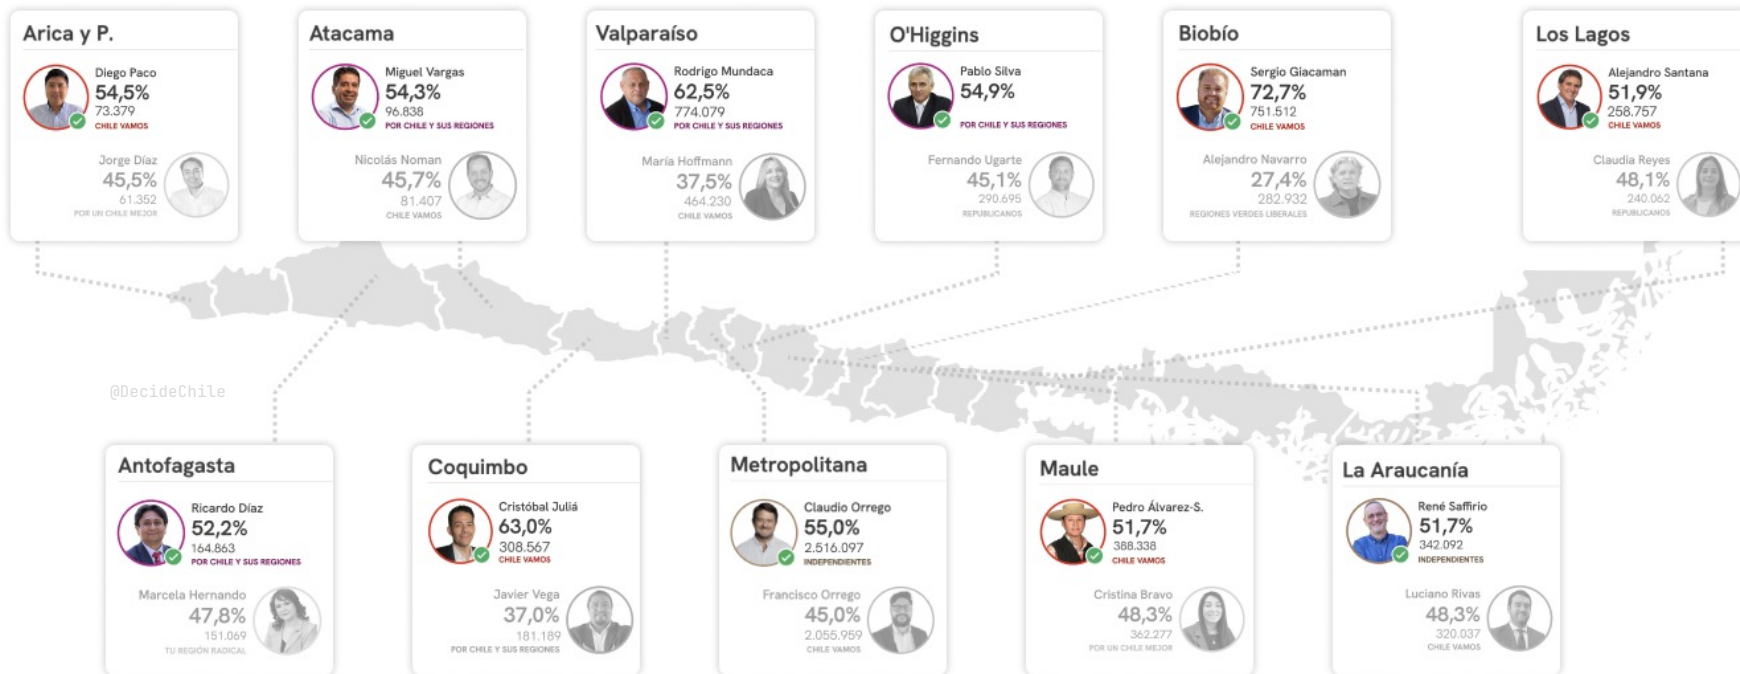 Arica y P.
Diego Paco
54,5%
73.379
CHILE VAMOS
Jorge Díaz
45,5%
61.352
POR UN CHILE MEJOR
Atacama
Miguel Vargas
54,3%
96.838
POR CHILE Y SUS REGIONES
Nicolás Noman
45,7%
81.407
CHILE VAMOS
Valparaíso
Rodrigo Mundaca
62,5%
774.079
POR CHILE Y SUS REGIONES
María Hoffmann
37,5%
464.230
CHILE VAMOS
O'Higgins
Pablo Silva
54,9%
POR CHILE Y SUS REGIONES
Fernando Ugarte
45,1%
290.695
REPUBLICANOS
Biobío
Sergio Giacaman
72,7%
751.512
CHILE VAMOS
Alejandro Navarro
27,4%
282.932
REGIONES VERDES LIBERALES
Los Lagos
Alejandro Santana
51,9%
258.757
CHILE VAMOS
Claudia Reyes
48,1%
240.062
REPUBLICANOS
@DecideChile
Antofagasta
Ricardo Díaz
52,2%
164.863
POR CHILE Y SUS REGIONES
Marcela Hernando
47,8%
151.069
TU REGIÓN RADICAL
Coquimbo
Cristóbal Juliá
63,0%
308.567
CHILE VAMOS
Javier Vega
37,0%
181.189
POR CHILE Y SUS REGIONES
Metropolitana
Claudio Orrego
55,0%
2.516.097
INDEPENDIENTES
Francisco Orrego
45,0%
2.055.959
CHILE VAMOS
Maule
Pedro Álvarez-S.
51,7%
388.338
CHILE VAMOS
Cristina Bravo
48,3%
362.277
POR UN CHILE MEJOR
La Araucanía
René Saffirio
51,7%
342.092
INDEPENDIENTES
Luciano Rivas
48,3%
320.037
CHILE VAMOS